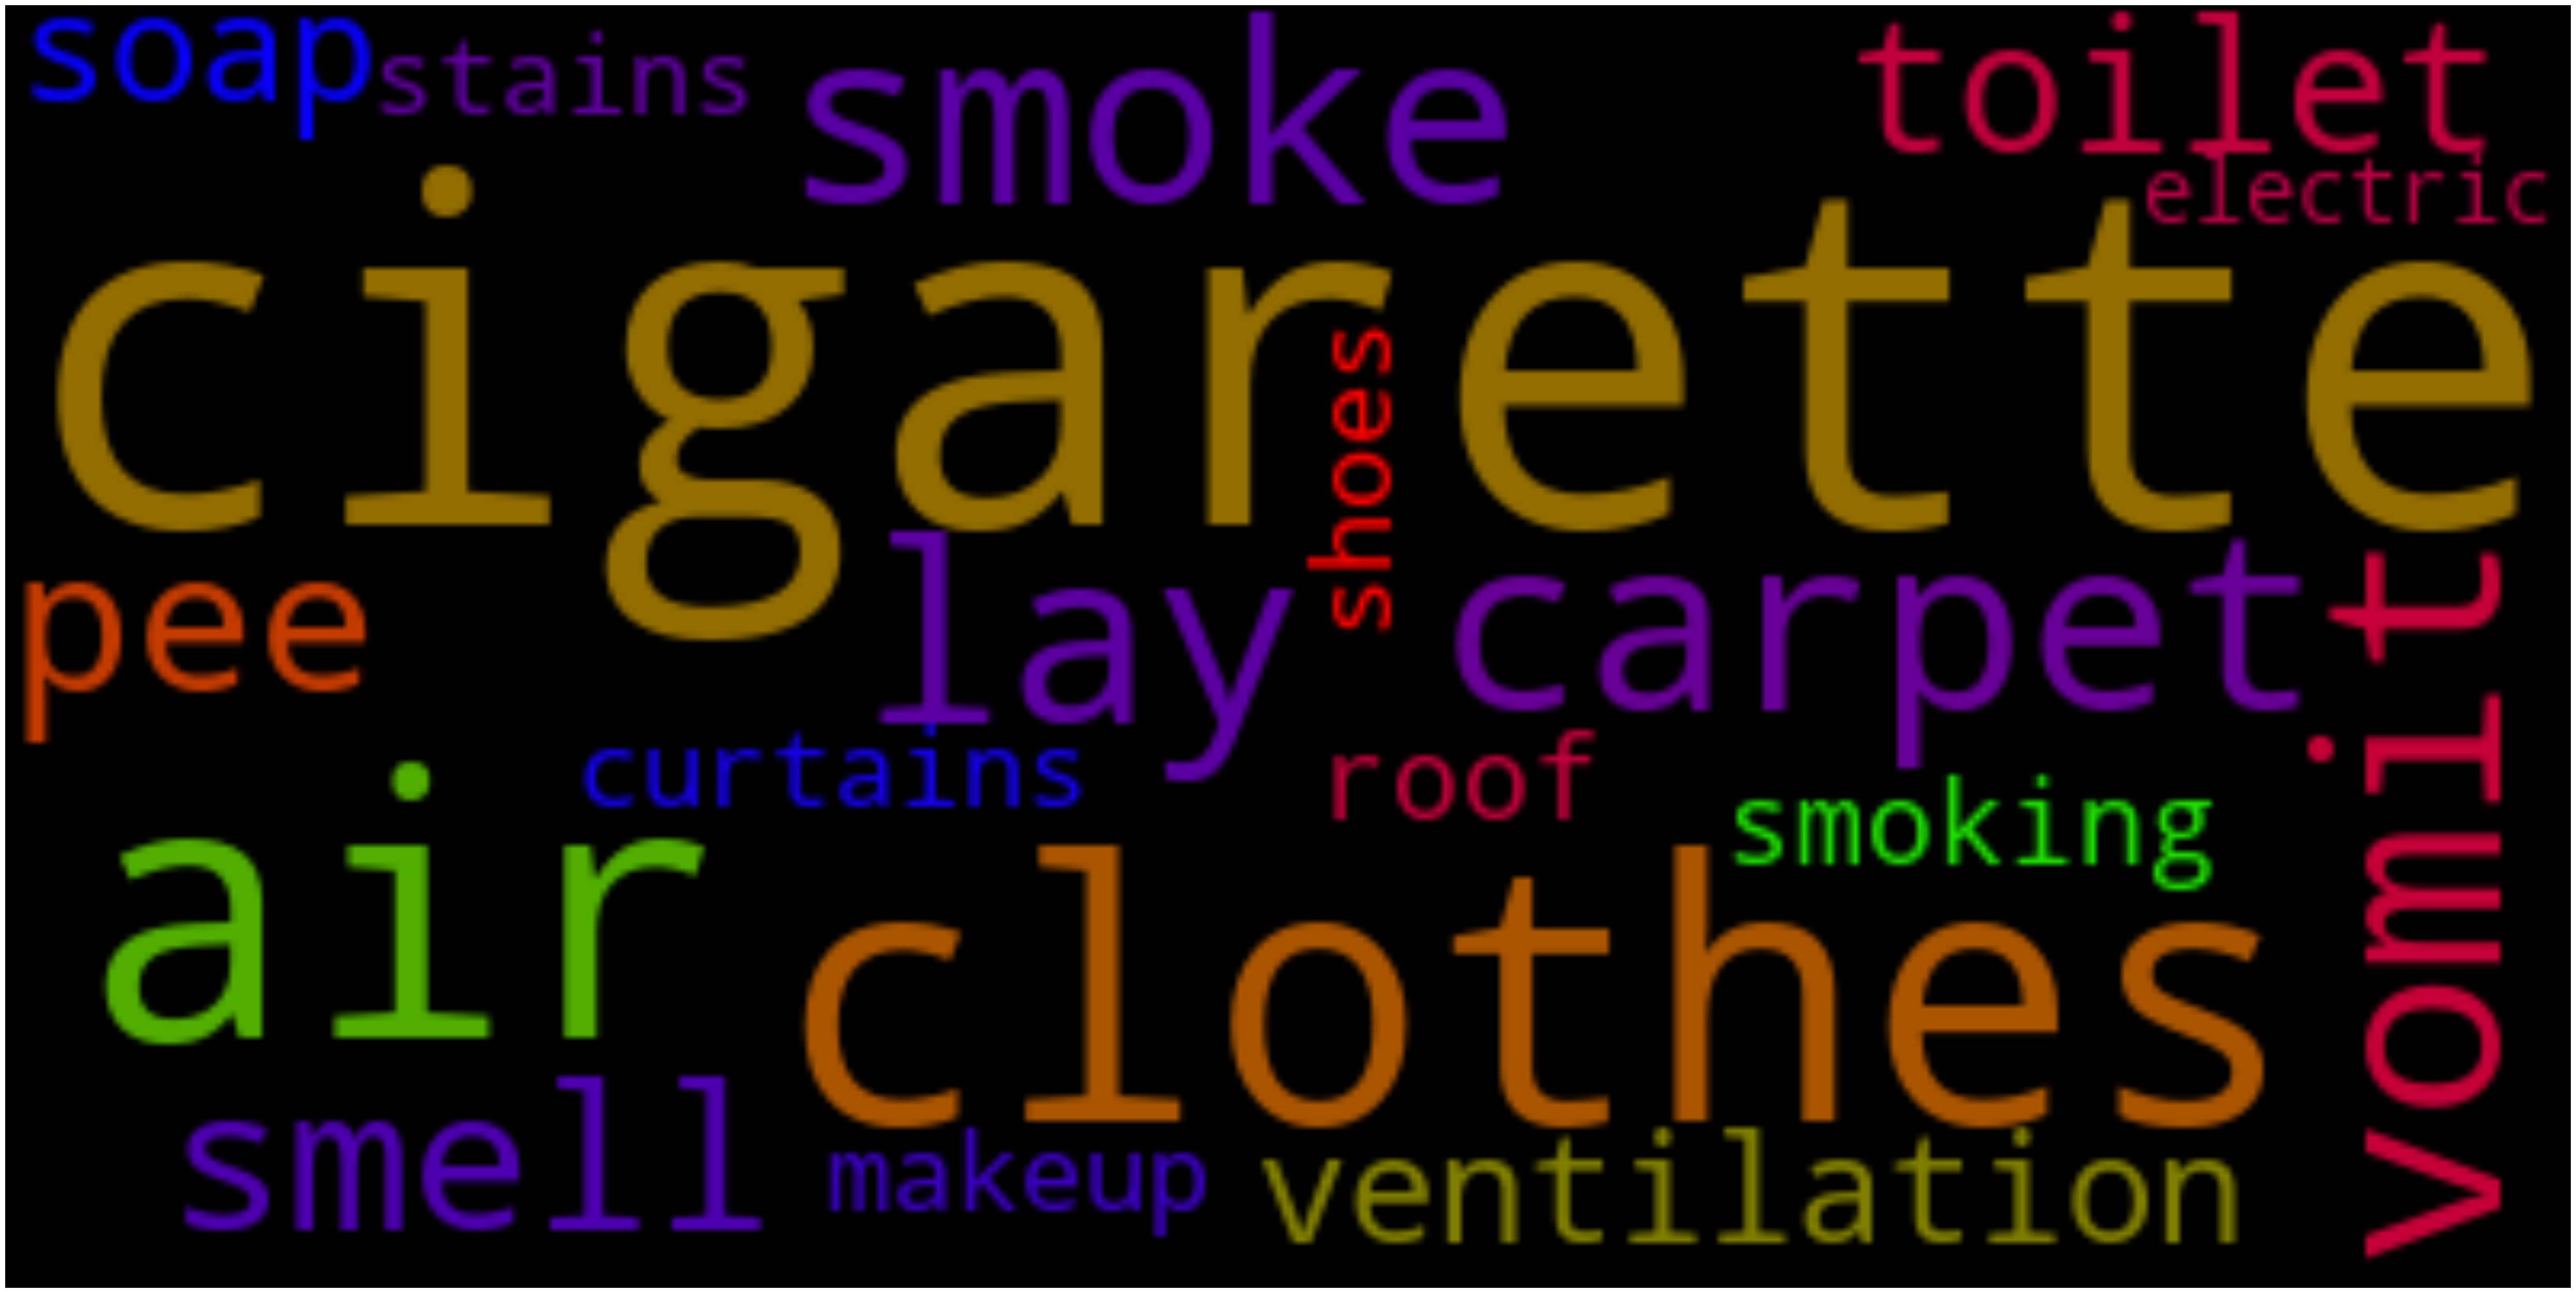 soap stains smoke toilet
electric
cigarette
shoes
pee lay carpet
vomit
curtains roof smoking
air clothes
smell makeup ventilation